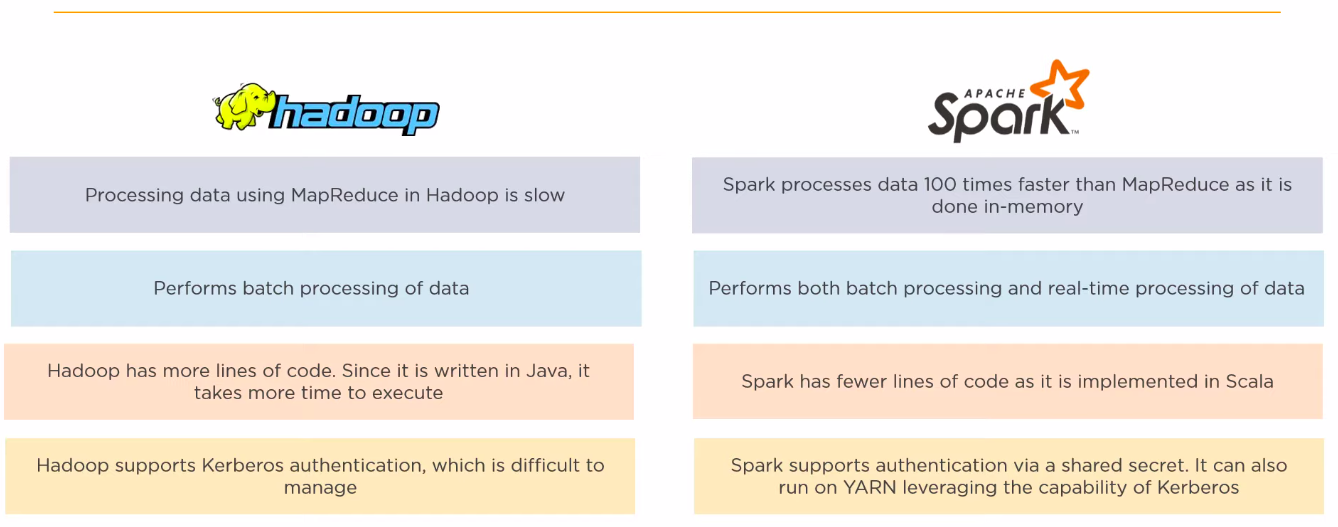 hadoop
APACHE
Spark™
Processing data using MapReduce in Hadoop is slow
Spark processes data 100 times faster than MapReduce as it is
done in-memory
Performs batch processing of data
Performs both batch processing and real-time processing of data
Hadoop has more lines of code. Since it is written in Java, it
takes more time to execute
Spark has fewer lines of code as it is implemented in Scala
Hadoop supports Kerberos authentication, which is difficult to
manage
Spark supports authentication via a shared secret. It can also
run on YARN leveraging the capability of Kerberos